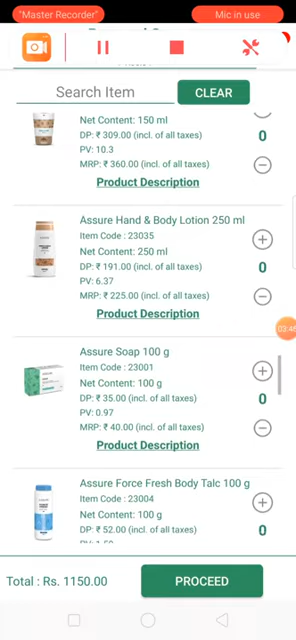 "Master Recorder"
Mic in use
Search Item
CLEAR
Net Content: 150 ml
DP: ₹ 309.00 (incl. of all taxes)
0
PV: 10.3
MRP: ₹ 360.00 (incl. of all taxes)
Product Description
Assure Hand & Body Lotion 250 ml
Item Code : 23035
Net Content: 250 ml
DP: ₹ 191.00 (incl. of all taxes)
0
PV: 6.37
MRP: ₹ 225.00 (incl. of all taxes)
Product Description
03:46
Assure Soap 100 g
Item Code : 23001
Net Content: 100 g
DP: ₹ 35.00 (incl. of all taxes)
0
PV: 0.97
MRP: ₹ 40.00 (incl. of all taxes)
Product Description
Assure Force Fresh Body Talc 100 g
Item Code : 23004
Net Content: 100 g
DP: ₹ 52.00 (incl. of all taxes)
0
Total : Rs. 1150.00
PROCEED